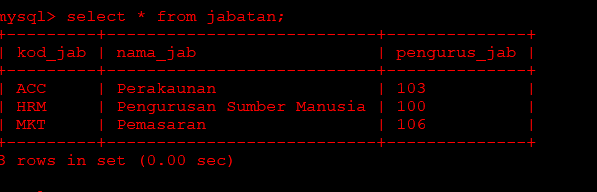 mysql> select * from jabatan;
+---------+---------------------------+--------------+
| kod_jab | nama_jab                  | pengurus_jab |
+---------+---------------------------+--------------+
| ACC     | Perakaunan                | 103          |
| HRM     | Pengurusan Sumber Manusia | 100          |
| MKT     | Pemasaran                 | 106          |
+---------+---------------------------+--------------+
3 rows in set (0.00 sec)